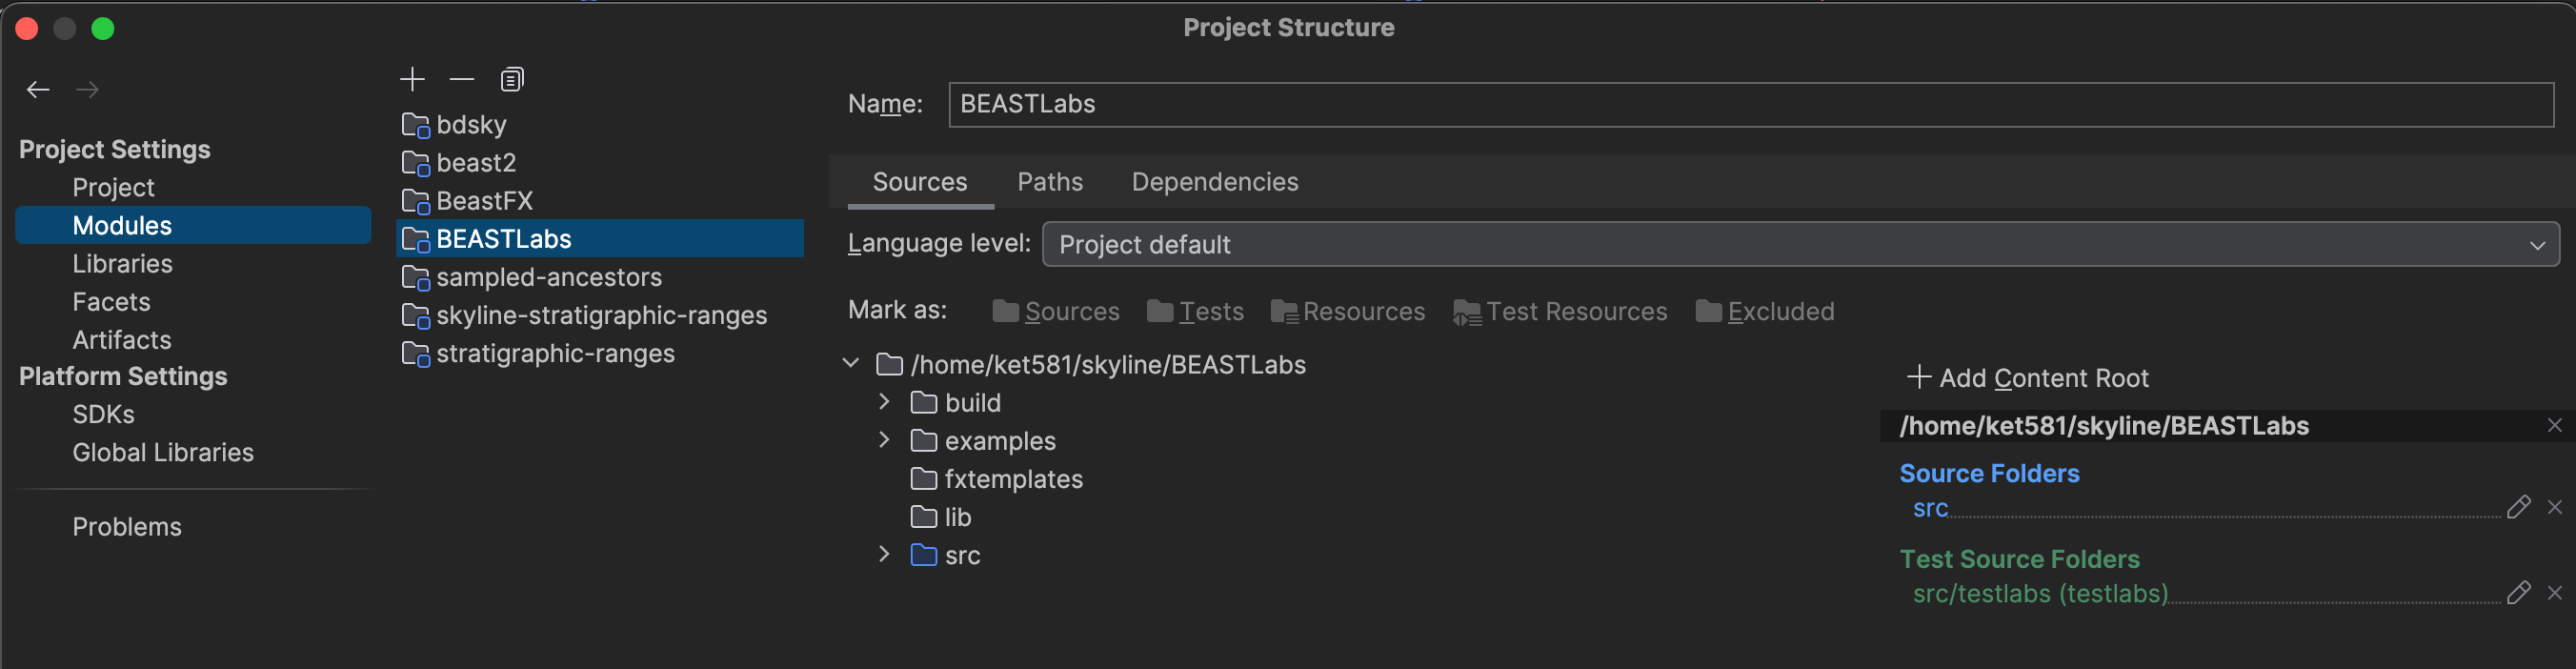 Project Structure
Project Settings
Project
Modules
Libraries
Facets
Artifacts
Platform Settings
SDKs
Global Libraries
Problems
bdsky
beast2
BeastFX
BEASTLabs
sampled-ancestors
skyline-stratigraphic-ranges
stratigraphic-ranges
Name: BEASTLabs
Sources Paths Dependencies
Language level: Project default
Mark as: Sources Tests Resources Test Resources Excluded
/home/ket581/skyline/BEASTLabs
build
examples
fxtemplates
lib
src
Add Content Root
/home/ket581/skyline/BEASTLabs
Source Folders
src
Test Source Folders
src/testlabs (testlabs)